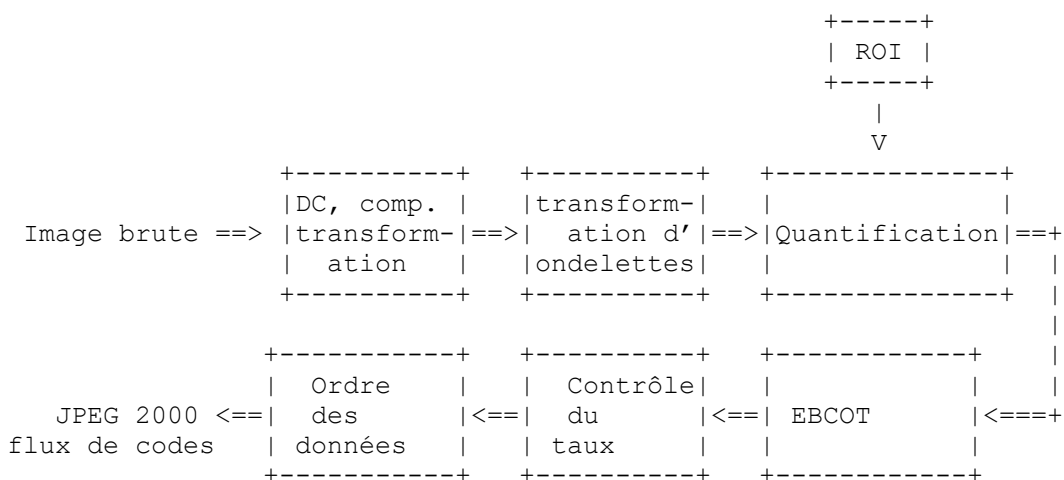 +-----+
| ROI |
+-----+
|
V
+----------+ +----------+ +--------------+
|DC, comp. | |transform-| | |
Image brute ==> |transform-|==>| ation d’ |==>|Quantification|==+
| ation | |ondelettes| | | |
+----------+ +----------+ +--------------+ |
|
+-----------+ +----------+ +------------+ |
| Ordre | | Contrôle| | | |
JPEG 2000 <==| des |<==| du |<==| EBCOT |<===+
flux de codes | données | | taux | | |
+-----------+ +----------+ +------------+